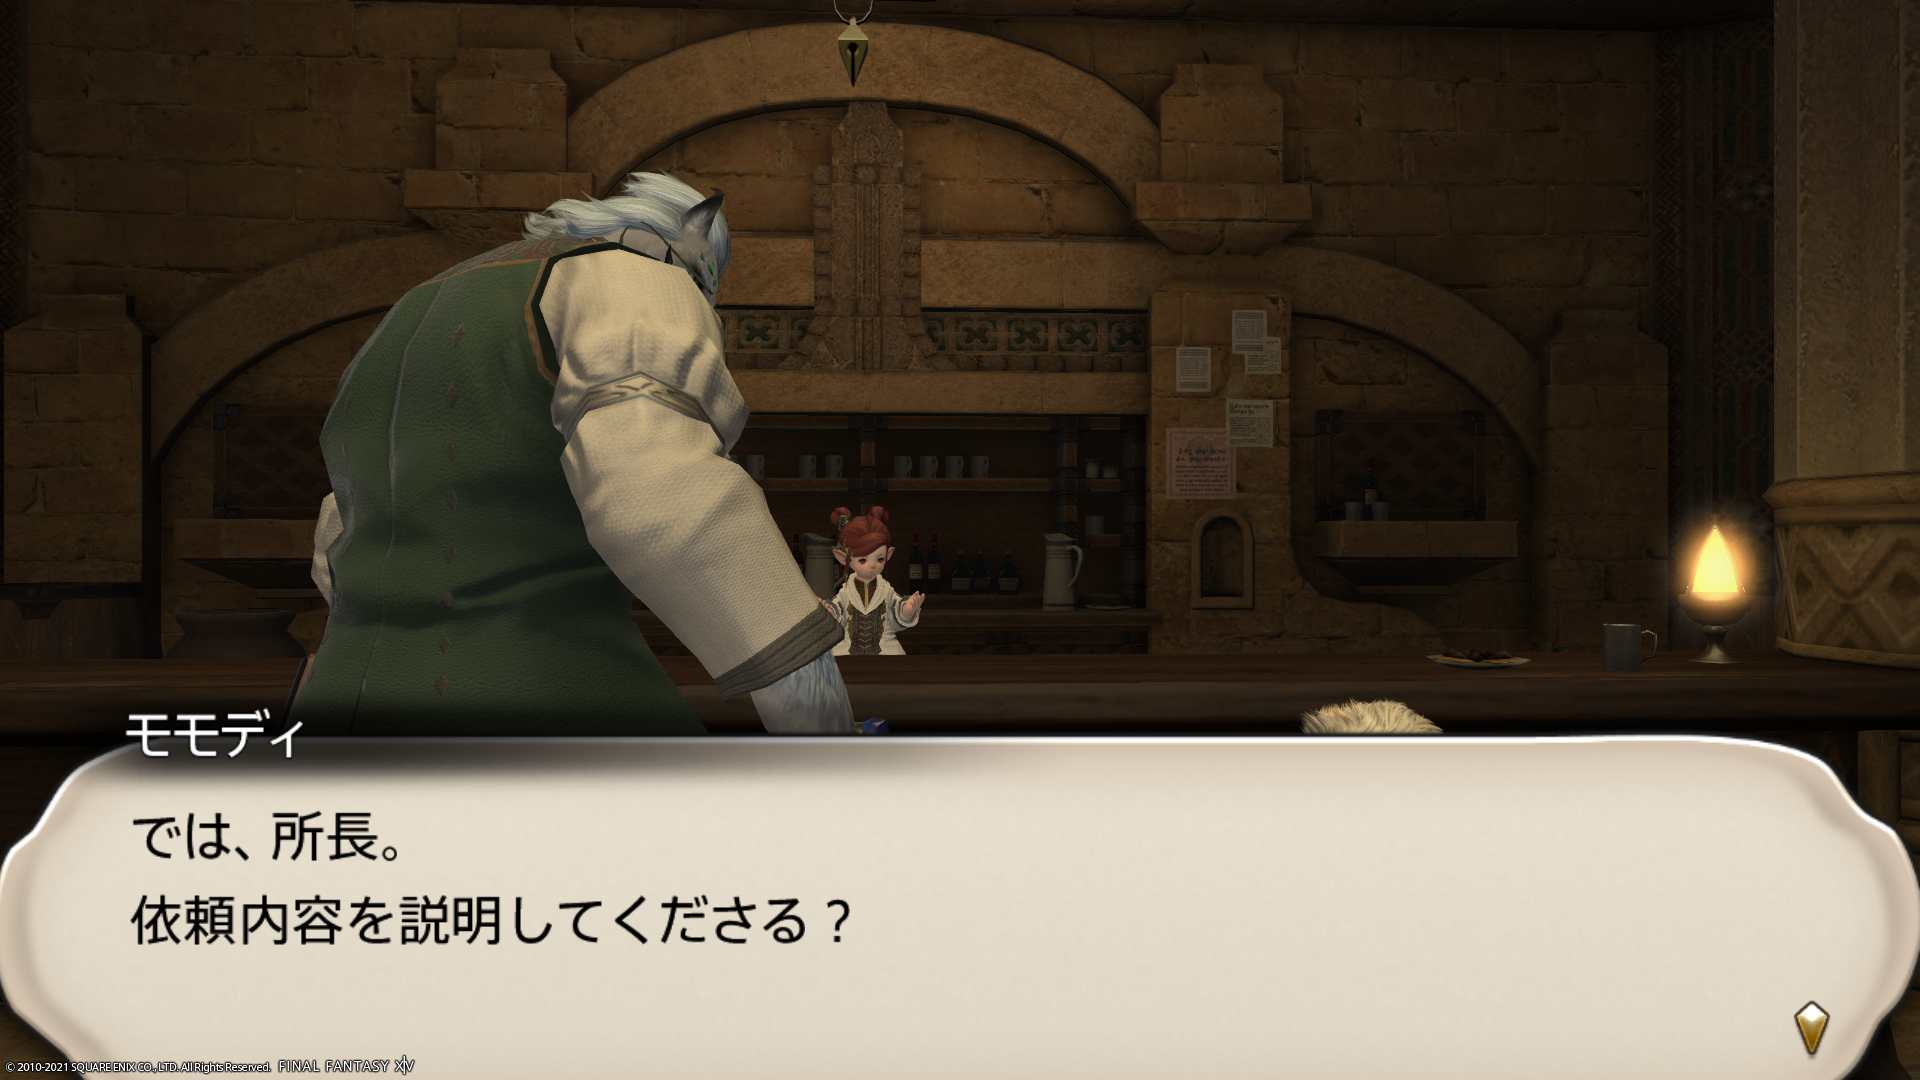 モモディ
では、所長。
依頼内容を説明してくださる？
© 2010-2021 SQUARE ENIX CO., LTD. All Rights Reserved. FINAL FANTASY XIV